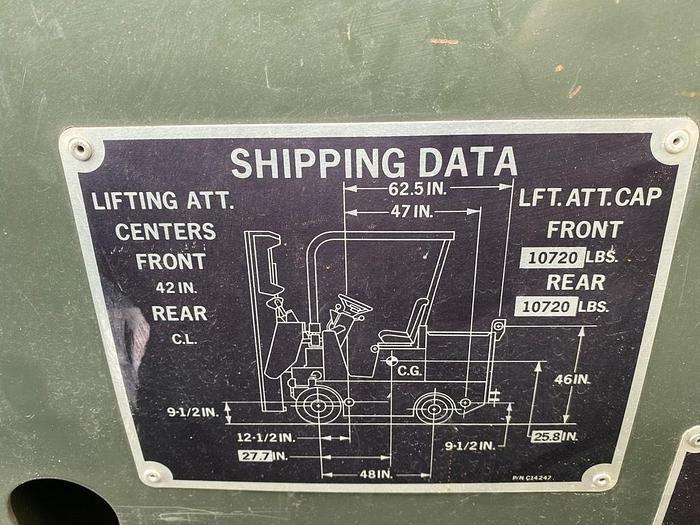 SHIPPING DATA
LIFTING ATT.
CENTERS
FRONT
42 IN.
REAR
C.L.
62.5 IN.
47 IN.
LFT. ATT. CAP
FRONT
10720 LBS.
REAR
10720 LBS.
C.G.
46 IN.
9-1/2 IN.
12-1/2 IN.
9-1/2 IN.
25.8 IN.
27.7 IN.
48 IN.
P/N C14247